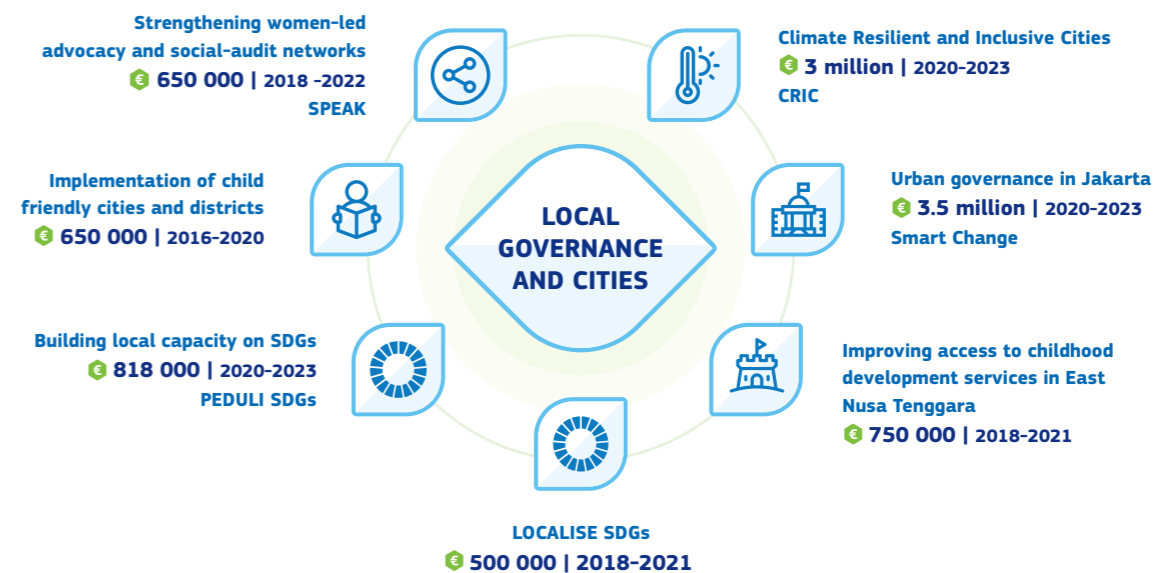 Strengthening women-led
advocacy and social-audit networks
€ 650 000 | 2018 -2022
SPEAK
Climate Resilient and Inclusive Cities
€ 3 million | 2020-2023
CRIC
Implementation of child
friendly cities and districts
€ 650 000 | 2016-2020
LOCAL
GOVERNANCE
AND CITIES
Urban governance in Jakarta
€ 3.5 million | 2020-2023
Smart Change
Building local capacity on SDGs
€ 818 000 | 2020-2023
PEDULI SDGs
Improving access to childhood
development services in East
Nusa Tenggara
€ 750 000 | 2018-2021
LOCALISE SDGs
€ 500 000 | 2018-2021